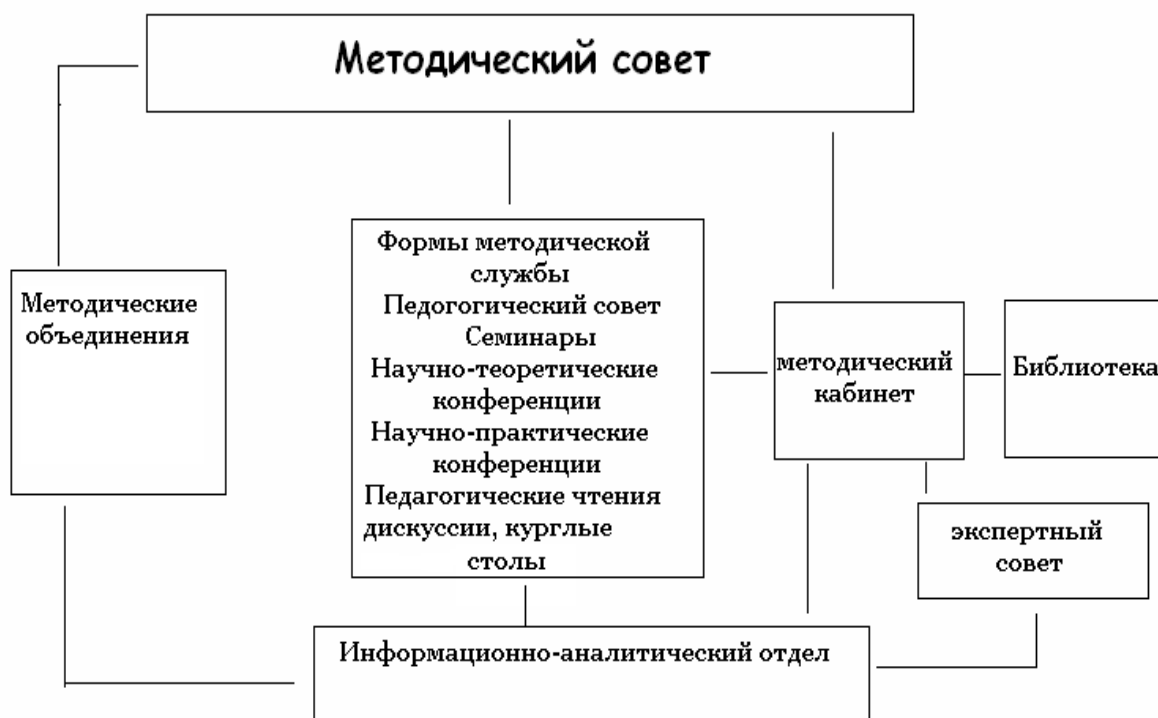 Методический совет
Методические
объединения
Формы методической
службы
Педогогический совет
Семинары
Научно-теоретические
конференции
Научно-практические
конференции
Педагогические чтения
дискуссии, курглые
столы
методический
кабинет
Библиотека
экспертный
совет
Информационно-аналитический отдел